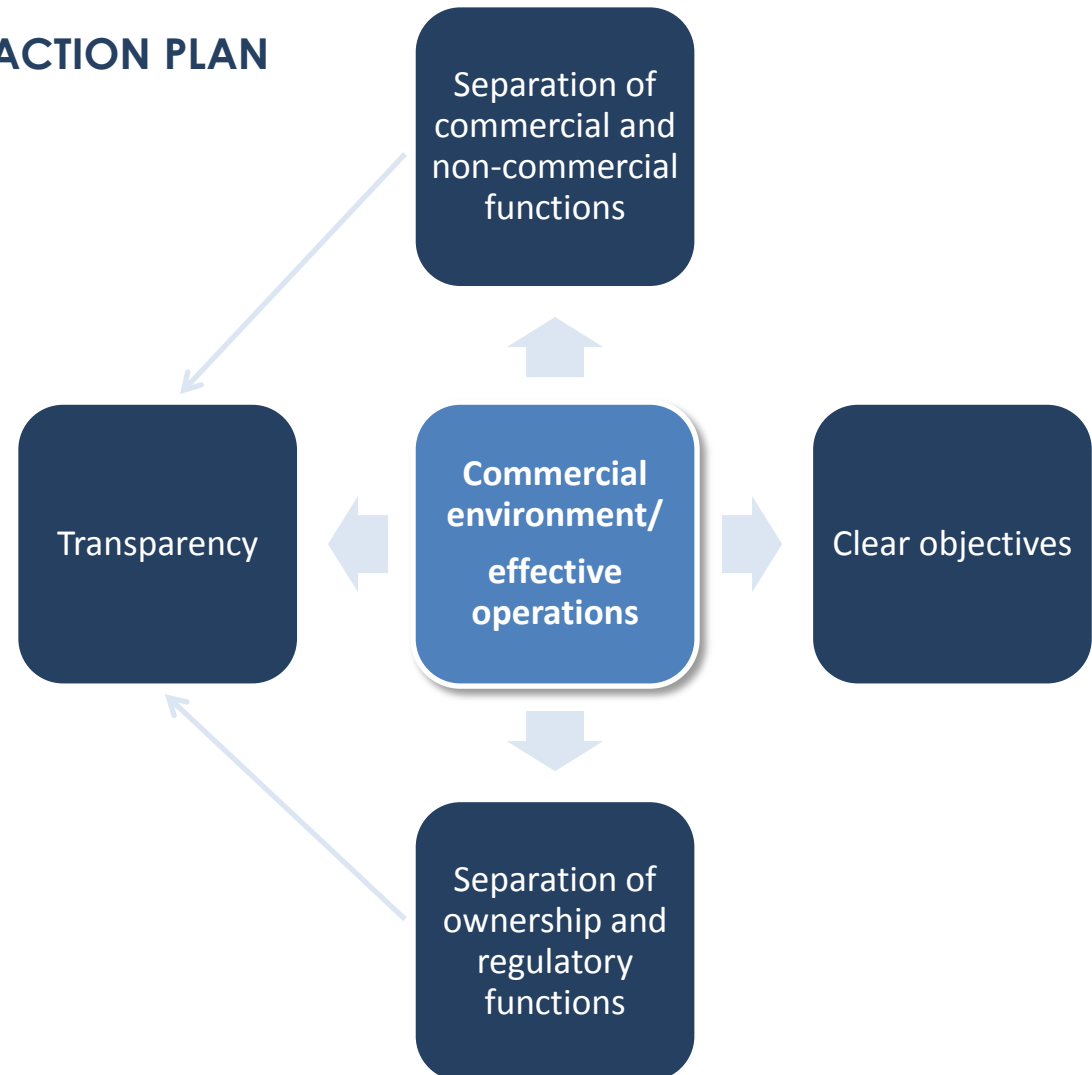 ACTION PLAN
Separation of
commercial and
non-commercial
functions
Transparency
Commercial
environment/
effective
operations
Clear objectives
Separation of
ownership and
regulatory
functions